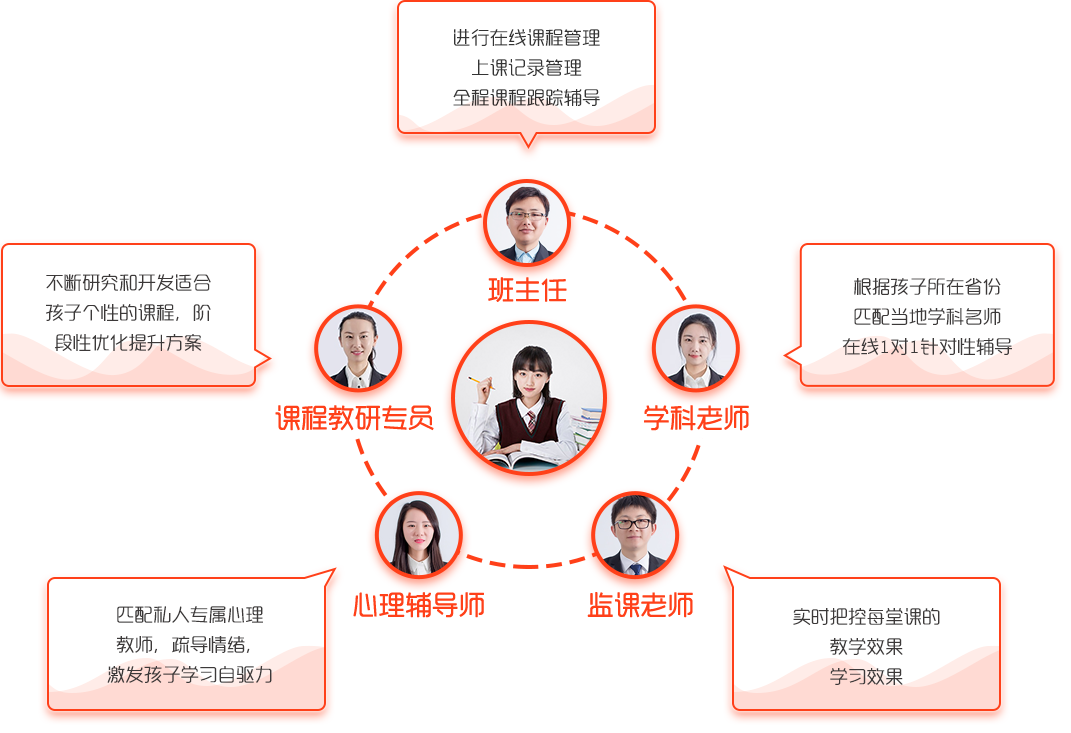 进行在线课程管理
上课记录管理
全程课程跟踪辅导
班主任
不断研究和开发适合
孩子个性的课程，阶
段性优化提升方案
课程教研专员
根据孩子所在省份
匹配当地学科名师
在线1对1针对性辅导
学科老师
心理辅导师
匹配私人专属心理
教师，疏导情绪，
激发孩子学习自驱力
监课老师
实时把控每堂课的
教学效果
学习效果